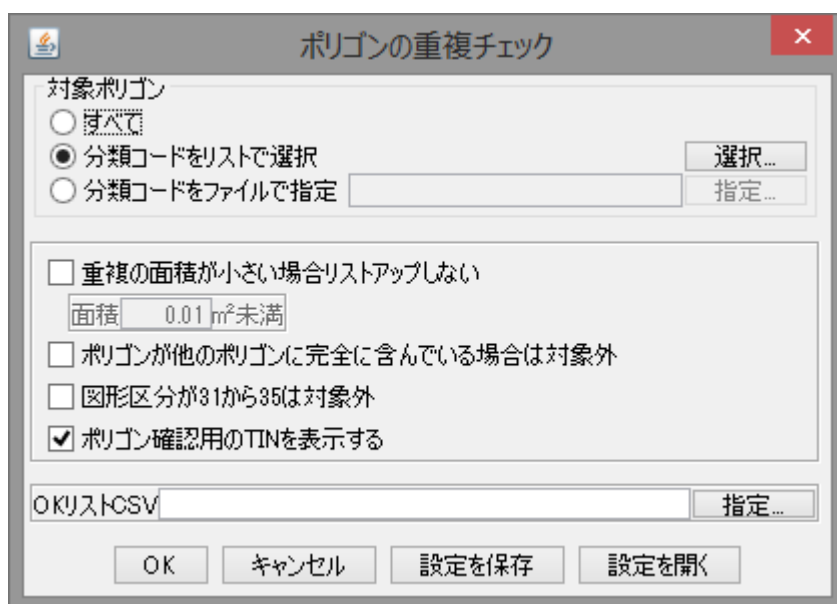 ポリゴンの重複チェック
対象ポリゴン
すべて
分類コードをリストで選択 選択...
分類コードをファイルで指定 指定...
重複の面積が小さい場合リストアップしない
面積 0.01 m²未満
ポリゴンが他のポリゴンに完全に含んでいる場合は対象外
図形区分が31から35は対象外
ポリゴン確認用のTINを表示する
OKリストCSV 指定...
OK キャンセル 設定を保存 設定を開く